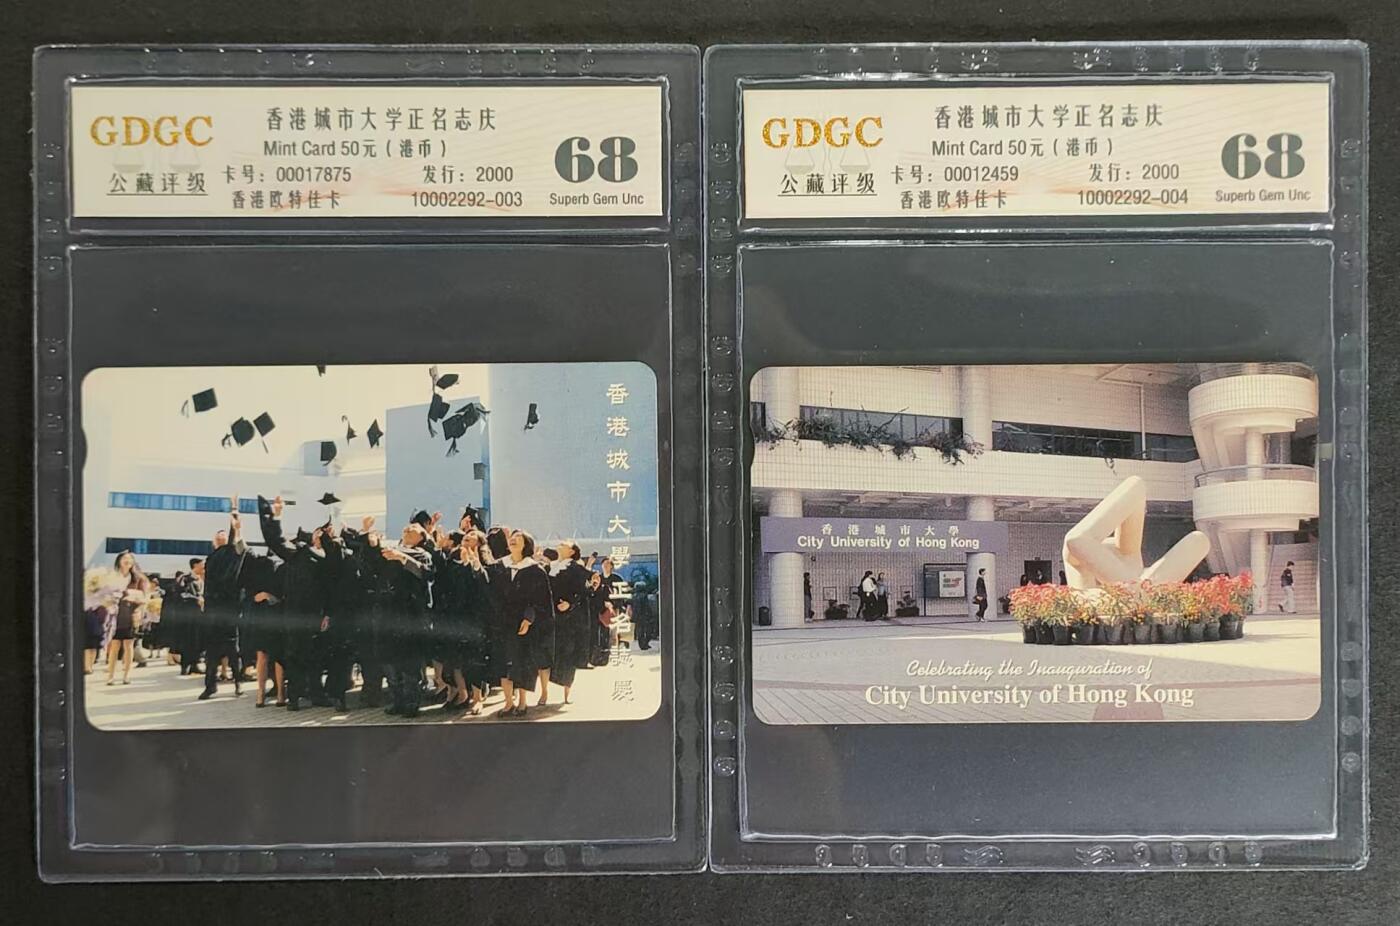 GDGC
公藏评级
香港城市大学正名志庆
Mint Card 50元（港币）
卡号：00017875 发行：2000
香港欧特佳卡 10002292-003
68
Superb Gem Unc
香港城市大學正名誌慶
GDGC
公藏评级
香港城市大学正名志庆
Mint Card 50元（港币）
卡号：00012459 发行：2000
香港欧特佳卡 10002292-004
68
Superb Gem Unc
香港城市大學
City University of Hong Kong
Celebrating the Inauguration of
City University of Hong Kong